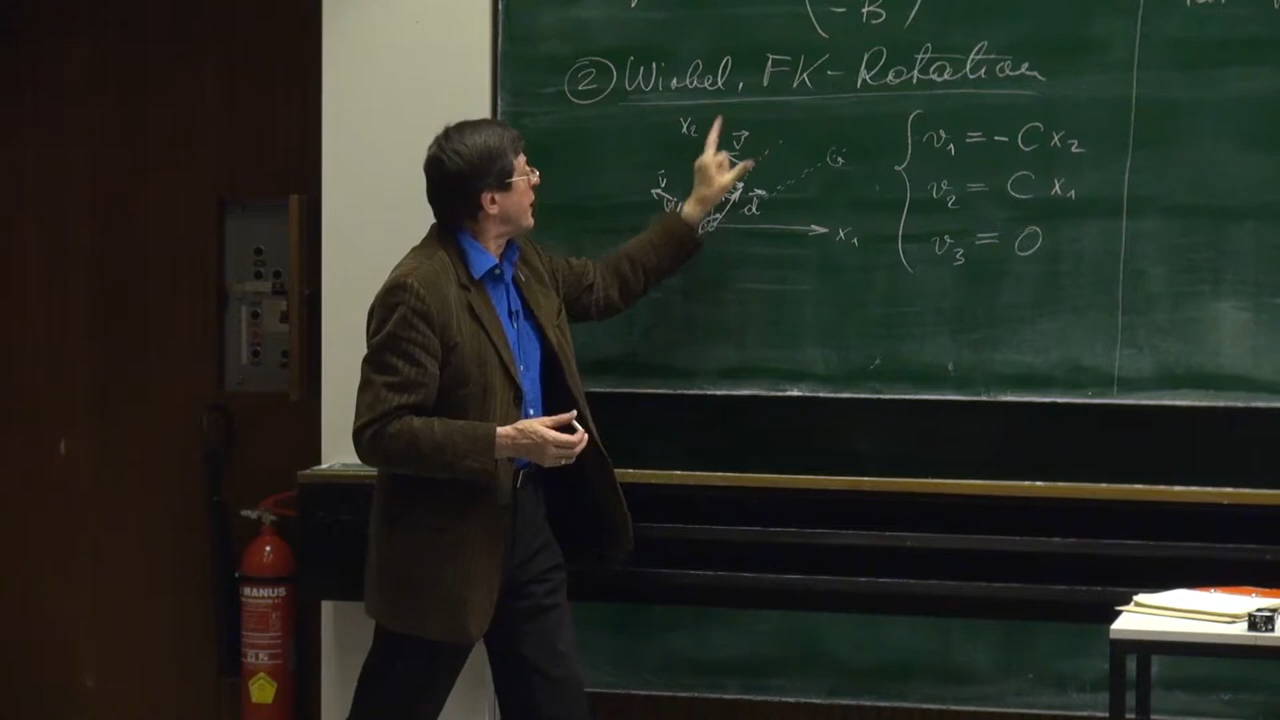 - B
② Wirbel, FK-Rotation
x₂
v⃗
v⃗
d⃗
x₁
v₁ = - C x₂
v₂ = C x₁
v₃ = 0
MANUS